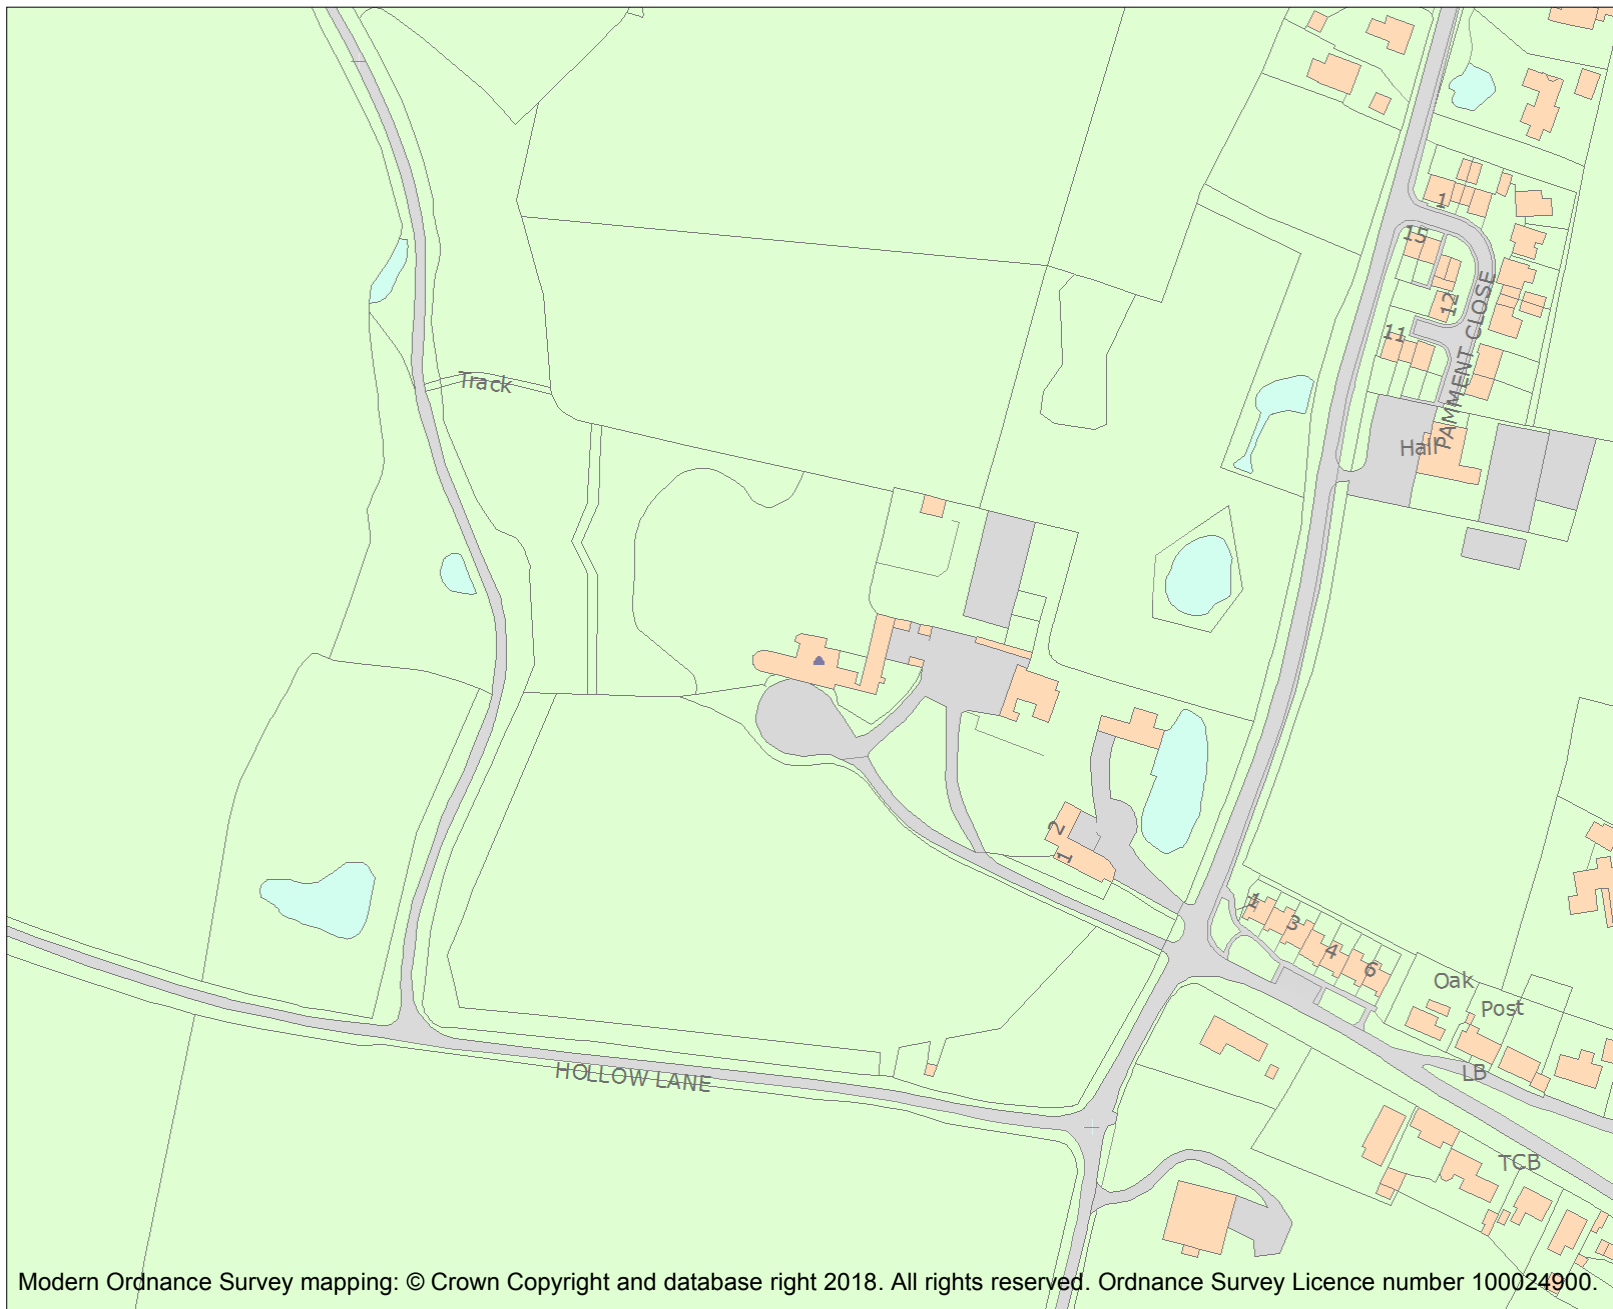 1
15
12
PAMMENT CLOSE
11
Track
Hall
2
1
1
3
4
6
Oak
Post
HOLLOW LANE
LB
TCB
Modern Ordnance Survey mapping: © Crown Copyright and database right 2018. All rights reserved. Ordnance Survey Licence number 100024900.